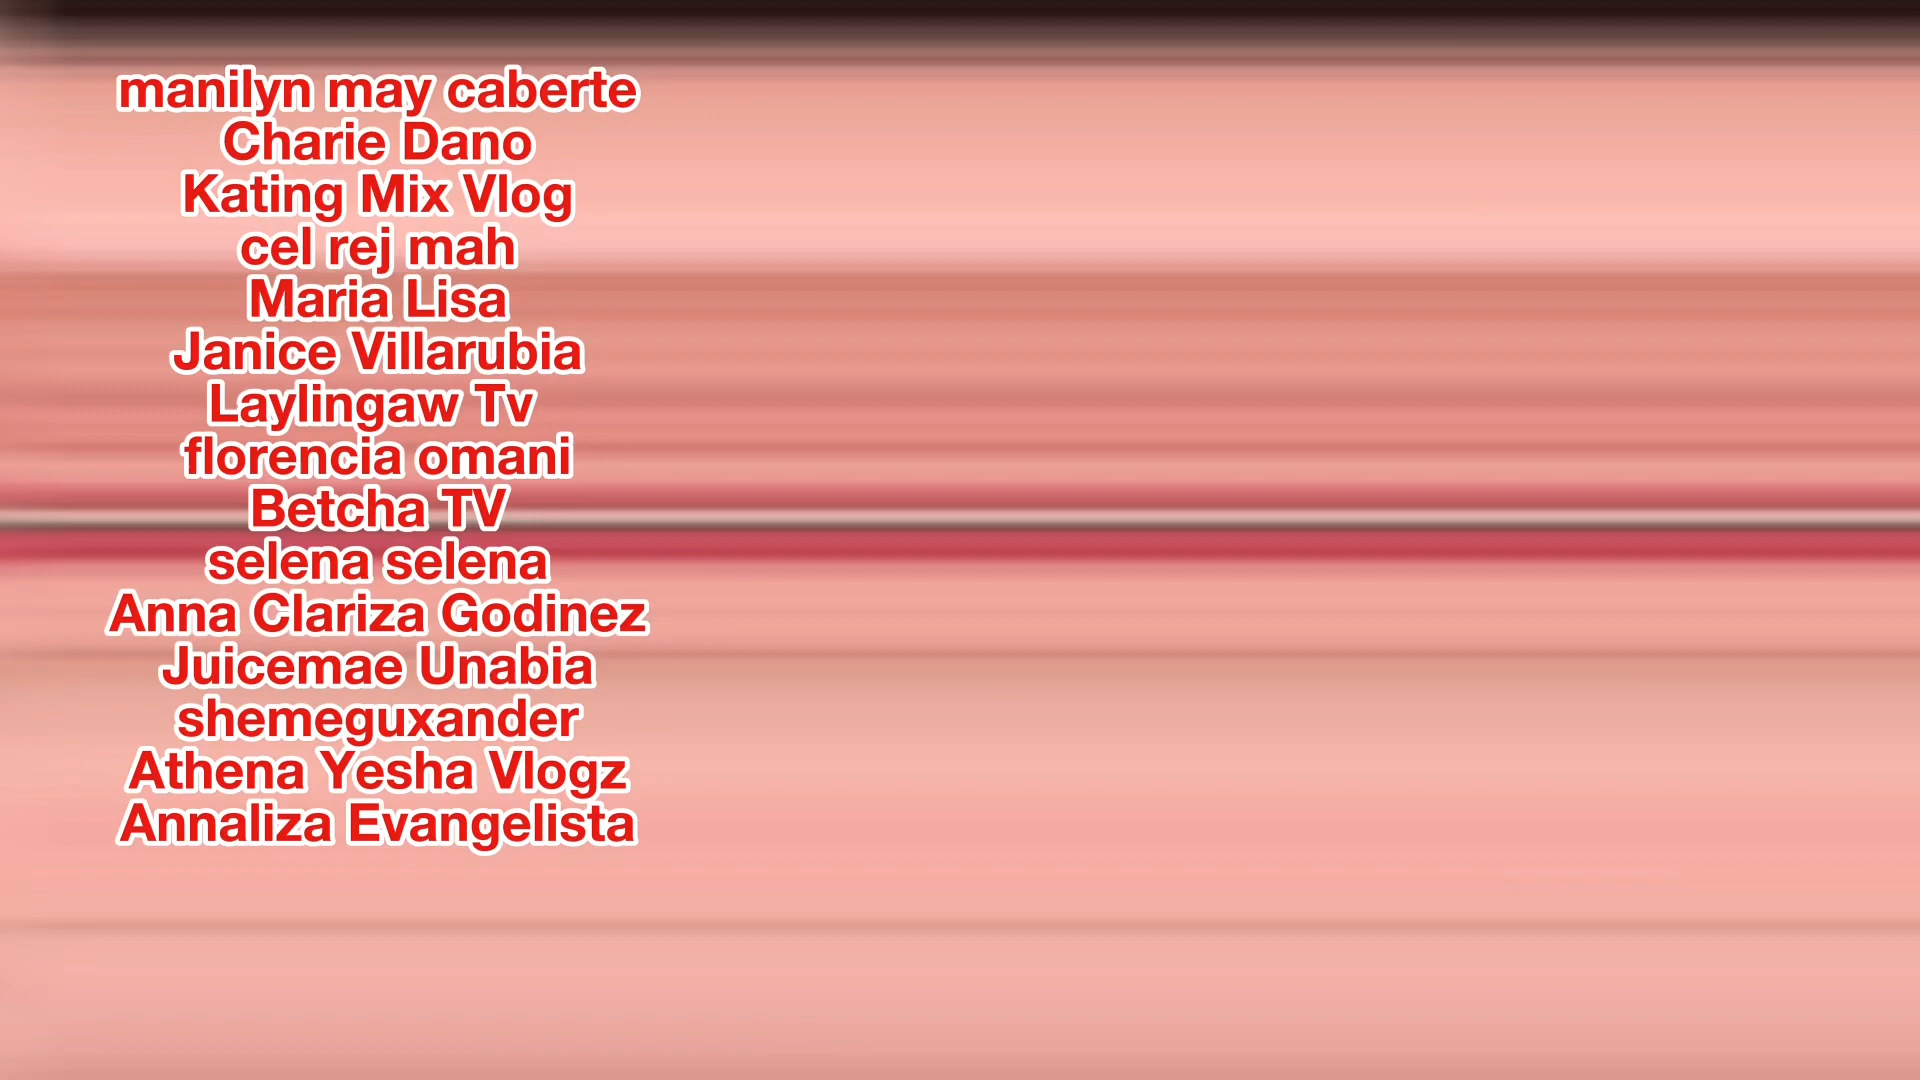 manilyn may caberte
Charie Dano
Kating Mix Vlog
cel rej mah
Maria Lisa
Janice Villarubia
Laylingaw Tv
florencia omani
Betcha TV
selena selena
Anna Clariza Godinez
Juicemae Unabia
shemeguxander
Athena Yesha Vlogz
Annaliza Evangelista